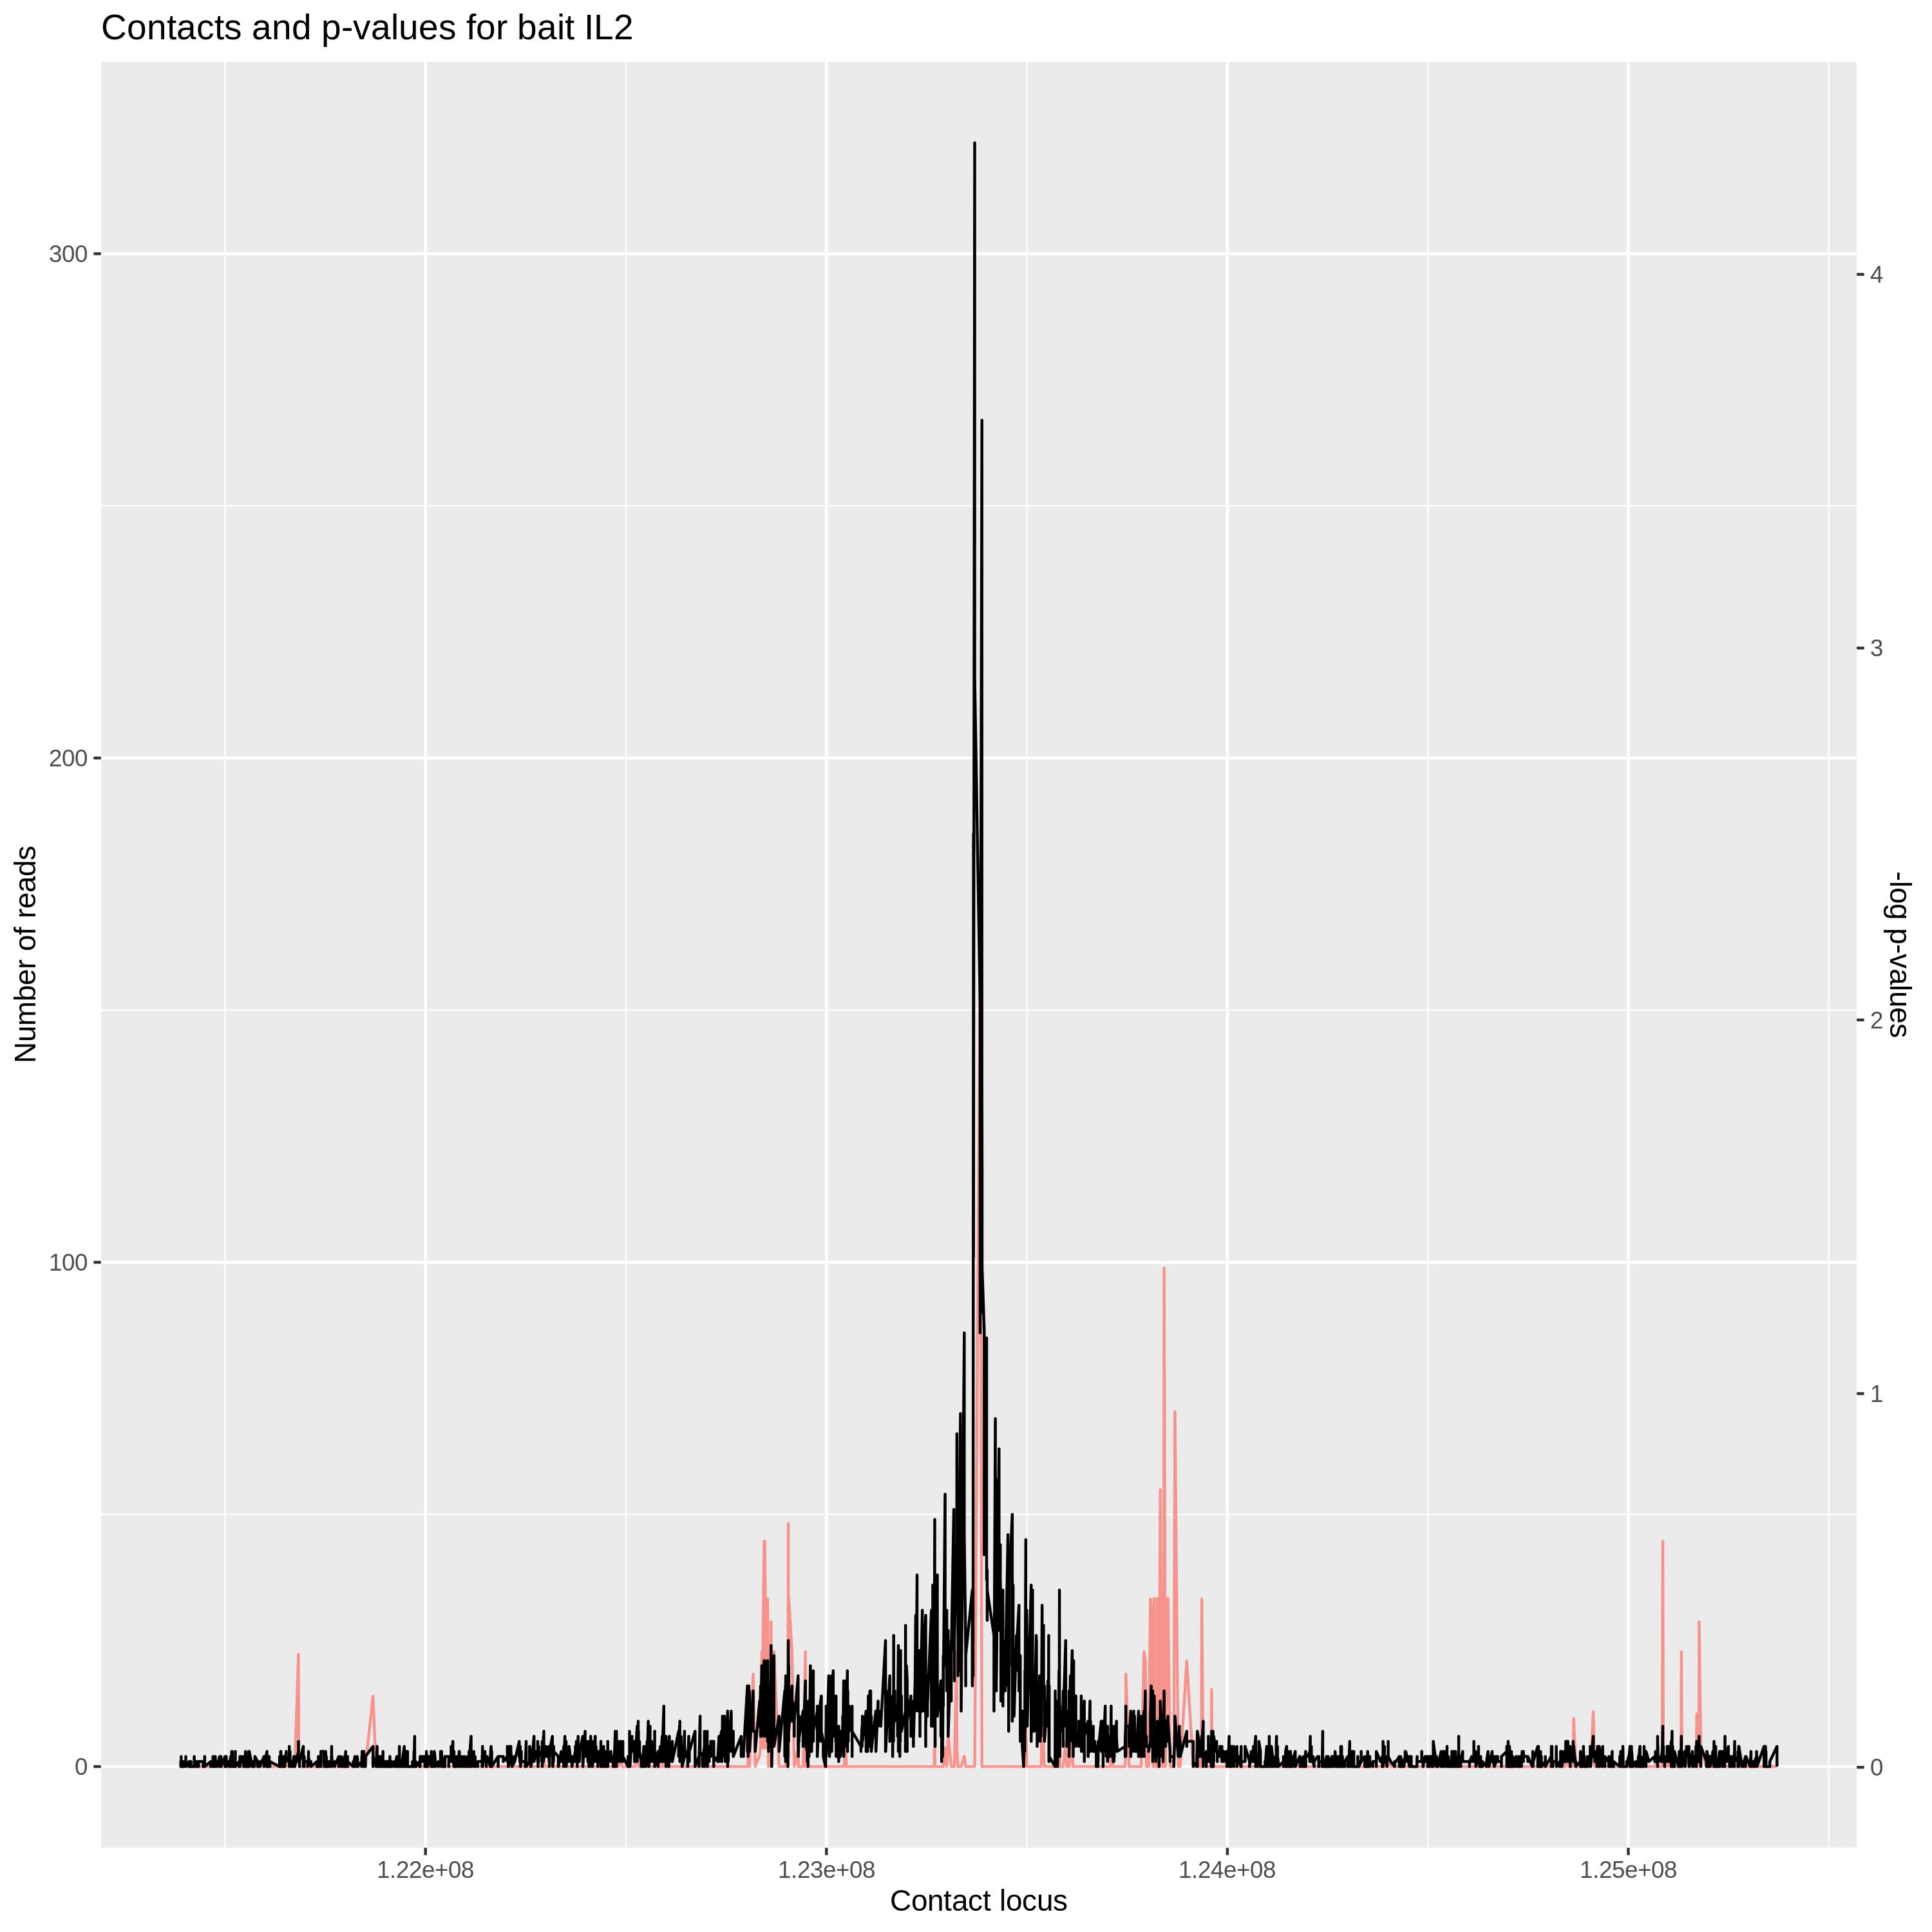 Contacts and p-values for bait IL2
300
200
100
0
Number of reads
4
3
2
1
0
-log p-values
1.22e+08
1.23e+08
1.24e+08
1.25e+08
Contact locus